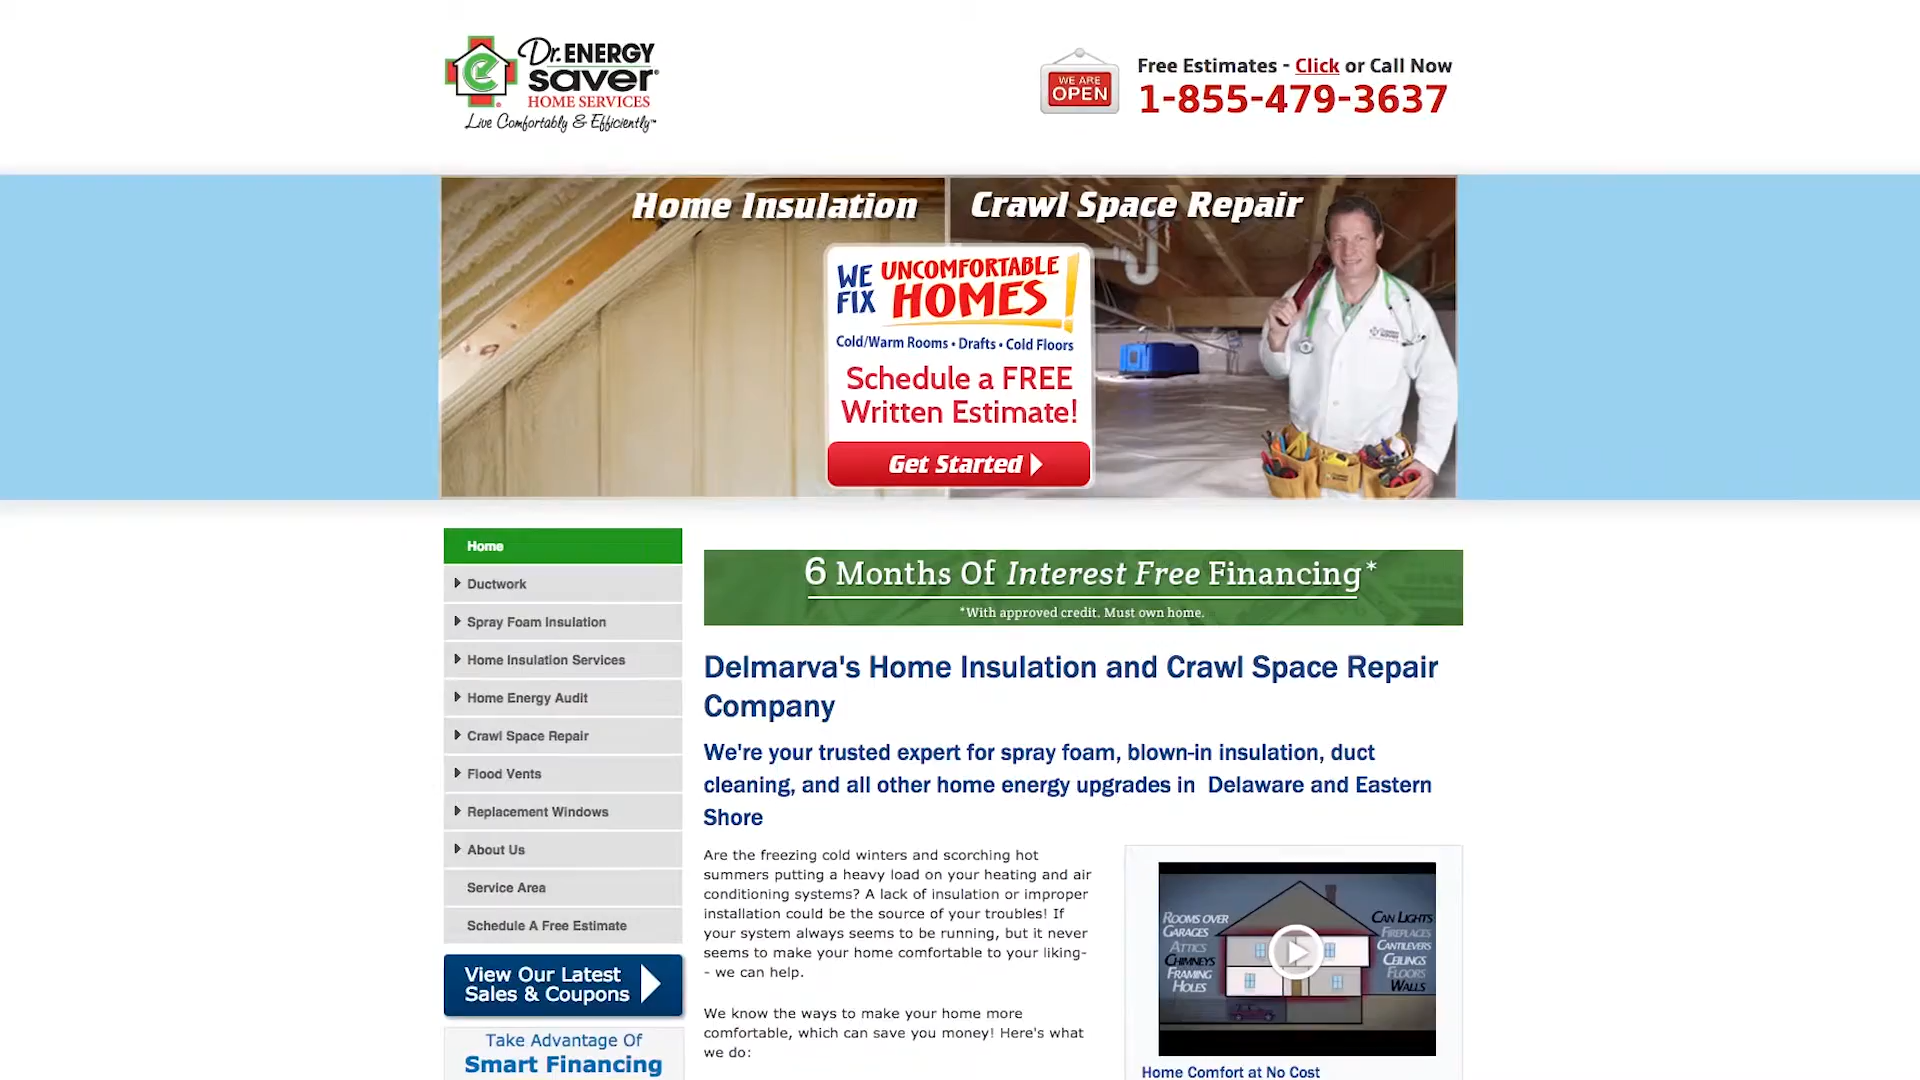 Dr. ENERGY
saver
HOME SERVICES
Live Comfortably & Efficiently™
WE ARE
OPEN
Free Estimates - Click or Call Now
1-855-479-3637
Home Insulation
Crawl Space Repair
WE FIX UNCOMFORTABLE HOMES!
Cold/Warm Rooms • Drafts • Cold Floors
Schedule a FREE
Written Estimate!
Get Started
Home
Ductwork
Spray Foam Insulation
Home Insulation Services
Home Energy Audit
Crawl Space Repair
Flood Vents
Replacement Windows
About Us
Service Area
Schedule A Free Estimate
View Our Latest
Sales & Coupons
Take Advantage Of
Smart Financing
6 Months Of Interest Free Financing*
*With approved credit. Must own home.
Delmarva's Home Insulation and Crawl Space Repair
Company
We're your trusted expert for spray foam, blown-in insulation, duct
cleaning, and all other home energy upgrades in Delaware and Eastern
Shore
Are the freezing cold winters and scorching hot
summers putting a heavy load on your heating and air
conditioning systems? A lack of insulation or improper
installation could be the source of your troubles! If
your system always seems to be running, but it never
seems to make your home comfortable to your liking-
- we can help.
We know the ways to make your home more
comfortable, which can save you money! Here's what
we do:
ROOMS OVER
GARAGES
ATTICS
CHIMNEYS
FRAMING
HOLES
CAN LIGHTS
FIREPLACES
CANTILEVERS
CEILINGS
FLOORS
WALLS
Home Comfort at No Cost